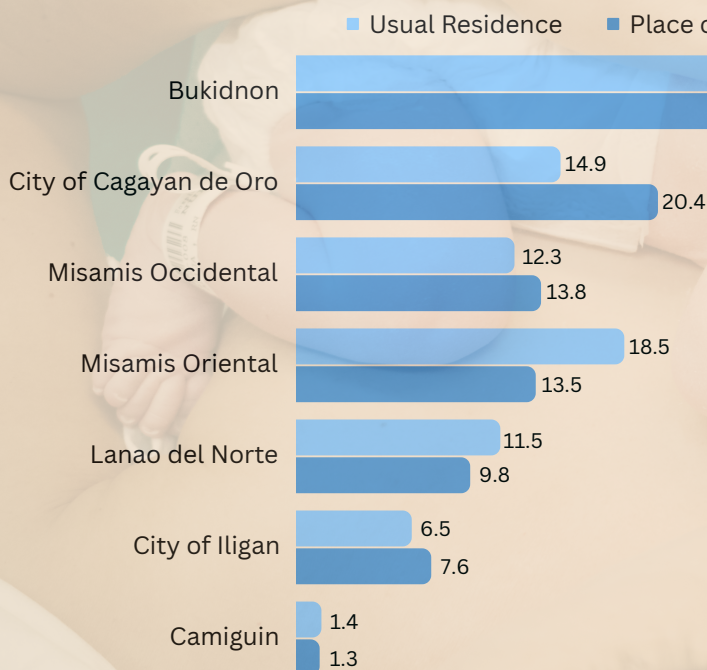 Usual Residence Place
Bukidnon
City of Cagayan de Oro 14.9
20.4
Misamis Occidental 12.3
13.8
Misamis Oriental 18.5
13.5
Lanao del Norte 11.5
9.8
City of Iligan 6.5
7.6
Camiguin 1.4
1.3